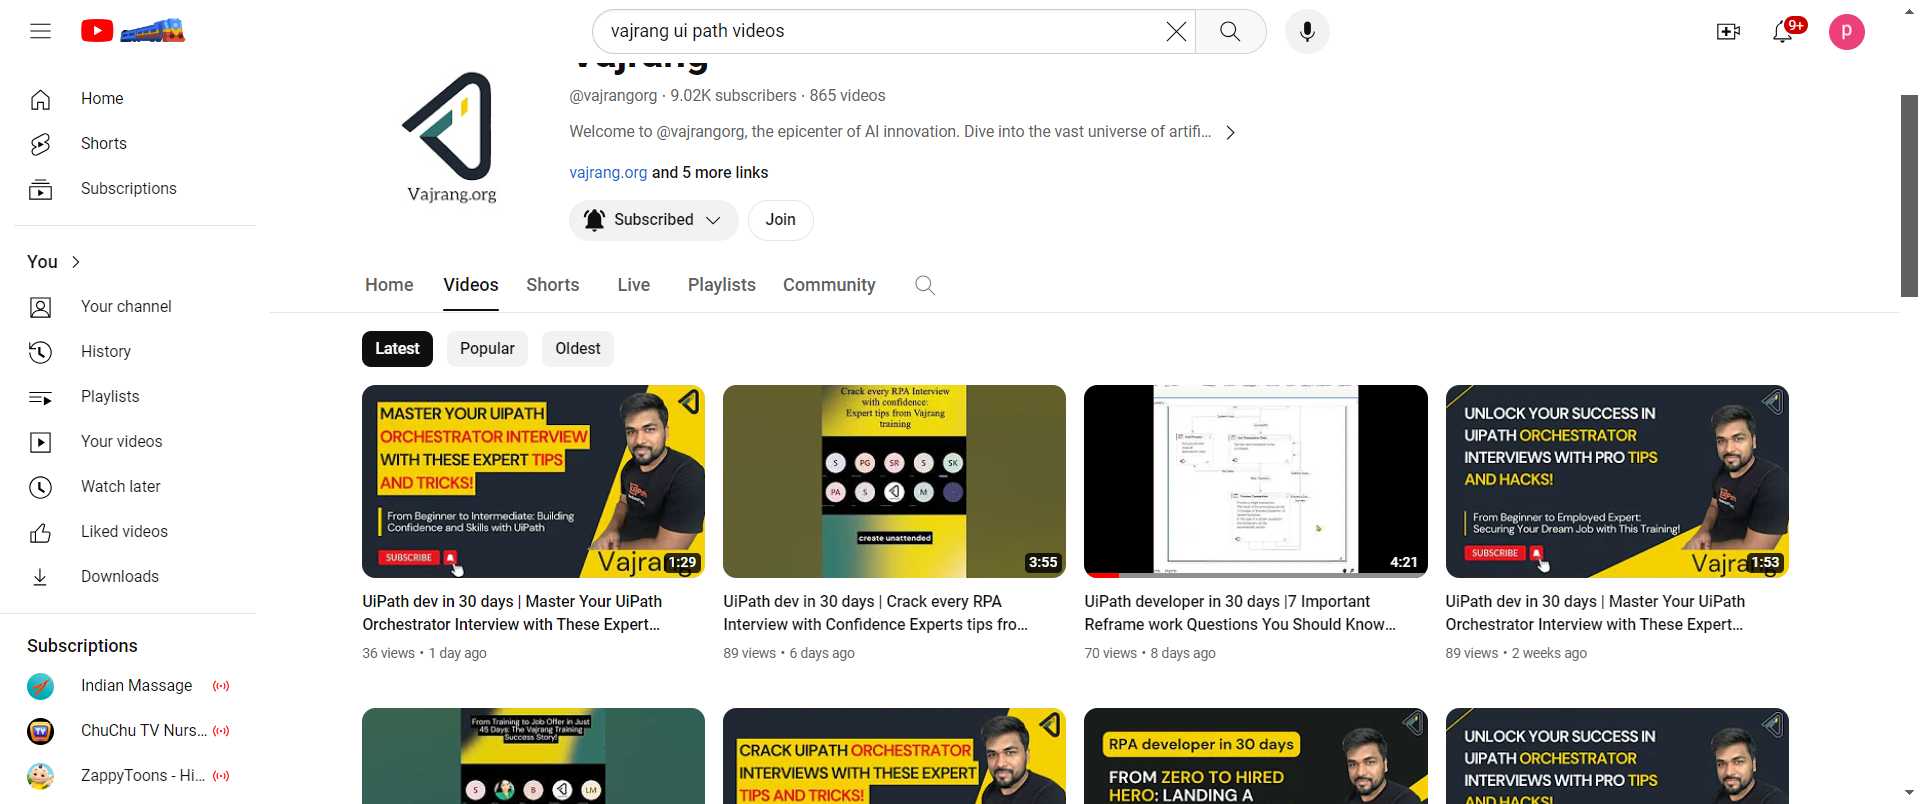 vajrang ui path videos
9+
p
Home
Shorts
Subscriptions
You
Your channel
History
Playlists
Your videos
Watch later
Liked videos
Downloads
Subscriptions
Indian Massage
ChuChu TV Nurs...
ZappyToons - Hi...
Vajrang.org
Vajrang
@vajrangorg · 9.02K subscribers · 865 videos
Welcome to @vajrangorg, the epicenter of AI innovation. Dive into the vast universe of artifi...
vajrang.org and 5 more links
Subscribed
Join
Home Videos Shorts Live Playlists Community
Latest Popular Oldest
MASTER YOUR UIPATH
ORCHESTRATOR INTERVIEW
WITH THESE EXPERT TIPS
AND TRICKS!
From Beginner to Intermediate: Building
Confidence and Skills with UiPath
SUBSCRIBE
Vajrang
1:29
UiPath dev in 30 days | Master Your UiPath
Orchestrator Interview with These Expert...
36 views • 1 day ago
Crack every RPA Interview
with confidence:
Expert tips from Vajrang
training
S PG SR S SK
PA S M
create unattended
3:55
UiPath dev in 30 days | Crack every RPA
Interview with Confidence Experts tips fro...
89 views • 6 days ago
4:21
UiPath developer in 30 days |7 Important
Reframe work Questions You Should Know...
70 views • 8 days ago
UNLOCK YOUR SUCCESS IN
UIPATH ORCHESTRATOR
INTERVIEWS WITH PRO TIPS
AND HACKS!
From Beginner to Employed Expert:
Securing Your Dream Job with This Training!
SUBSCRIBE
Vajrang
1:53
UiPath dev in 30 days | Master Your UiPath
Orchestrator Interview with These Expert...
89 views • 2 weeks ago
From Training to Job Offer in Just
45 Days: The Vajrang Training
Success Story!
S B LM
CRACK UIPATH ORCHESTRATOR
INTERVIEWS WITH THESE EXPERT
TIPS AND TRICKS!
RPA developer in 30 days
FROM ZERO TO HIRED
HERO: LANDING A
UNLOCK YOUR SUCCESS IN
UIPATH ORCHESTRATOR
INTERVIEWS WITH PRO TIPS
AND HACKS!